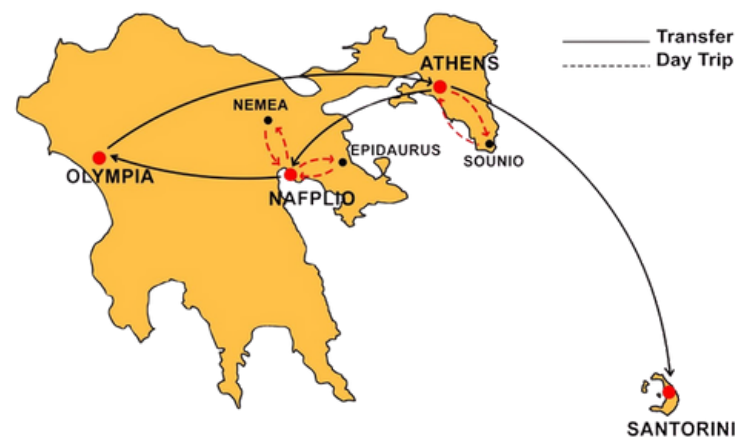 Transfer
Day Trip
ATHENS
NEMEA
EPIDAURUS
SOUNIO
OLYMPIA
NAFPLIO
SANTORINI